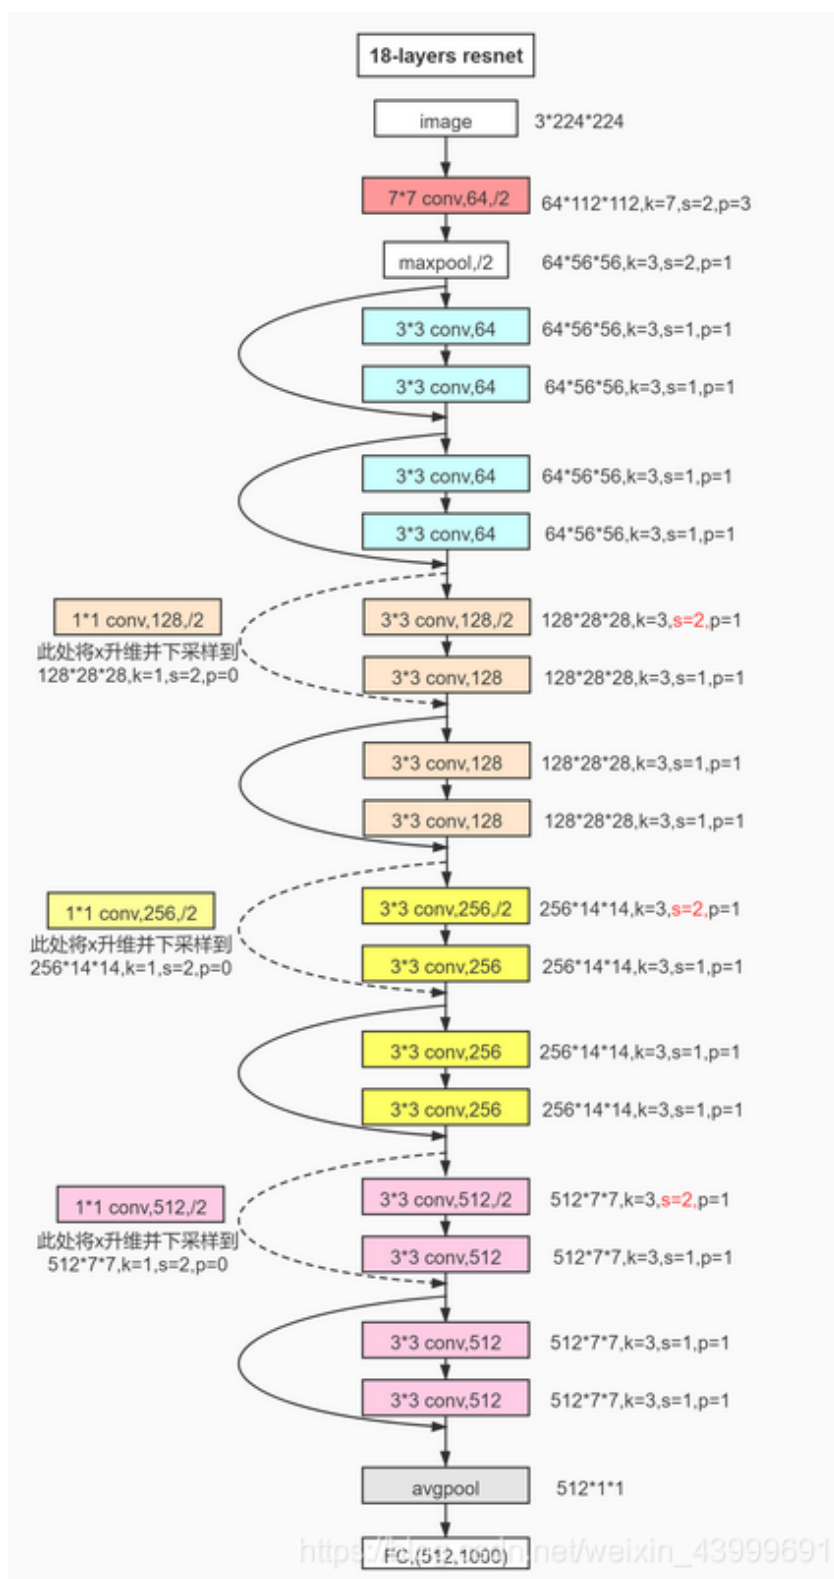 18-layers resnet
image
3*224*224
7*7 conv,64,/2
64*112*112,k=7,s=2,p=3
maxpool,/2
64*56*56,k=3,s=2,p=1
3*3 conv,64
64*56*56,k=3,s=1,p=1
3*3 conv,64
64*56*56,k=3,s=1,p=1
3*3 conv,64
64*56*56,k=3,s=1,p=1
3*3 conv,64
64*56*56,k=3,s=1,p=1
1*1 conv,128,/2
此处将x升维并下采样到
128*28*28,k=1,s=2,p=0
3*3 conv,128,/2
128*28*28,k=3,s=2,p=1
3*3 conv,128
128*28*28,k=3,s=1,p=1
3*3 conv,128
128*28*28,k=3,s=1,p=1
3*3 conv,128
128*28*28,k=3,s=1,p=1
1*1 conv,256,/2
此处将x升维并下采样到
256*14*14,k=1,s=2,p=0
3*3 conv,256,/2
256*14*14,k=3,s=2,p=1
3*3 conv,256
256*14*14,k=3,s=1,p=1
3*3 conv,256
256*14*14,k=3,s=1,p=1
3*3 conv,256
256*14*14,k=3,s=1,p=1
1*1 conv,512,/2
此处将x升维并下采样到
512*7*7,k=1,s=2,p=0
3*3 conv,512,/2
512*7*7,k=3,s=2,p=1
3*3 conv,512
512*7*7,k=3,s=1,p=1
3*3 conv,512
512*7*7,k=3,s=1,p=1
3*3 conv,512
512*7*7,k=3,s=1,p=1
avgpool
512*1*1
FC,(512,1000)
net/weixin_43999691